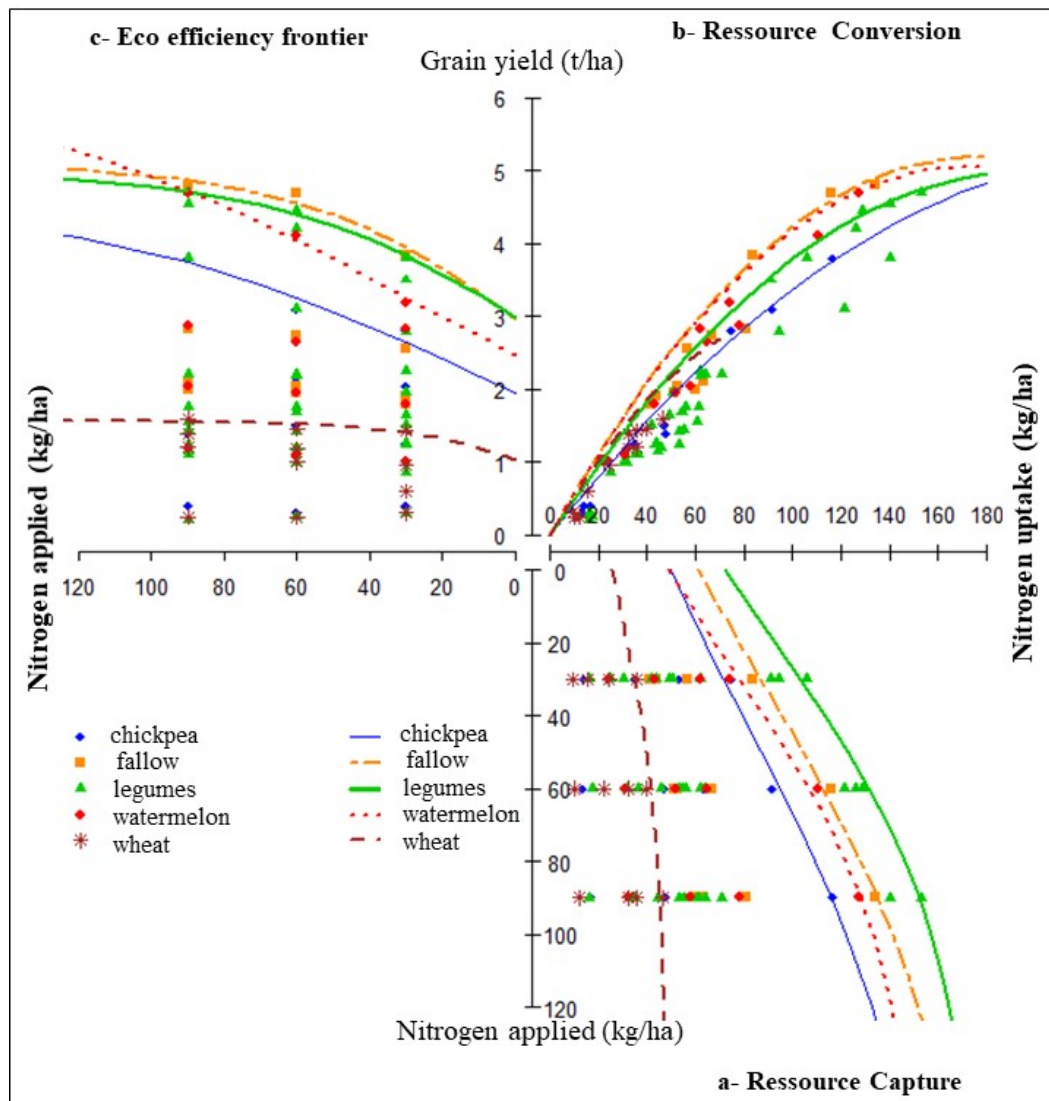 c- Eco efficiency frontier
b- Ressource Conversion
Grain yield (t/ha)
6
5
4
3
2
1
0
Nitrogen applied (kg/ha)
120 100 80 60 40 20 0
0 20 40 60 80 100 120 140 160 180
Nitrogen uptake (kg/ha)
0
20
40
60
80
100
120
chickpea
fallow
legumes
watermelon
wheat
chickpea
fallow
legumes
watermelon
wheat
Nitrogen applied (kg/ha)
a- Ressource Capture